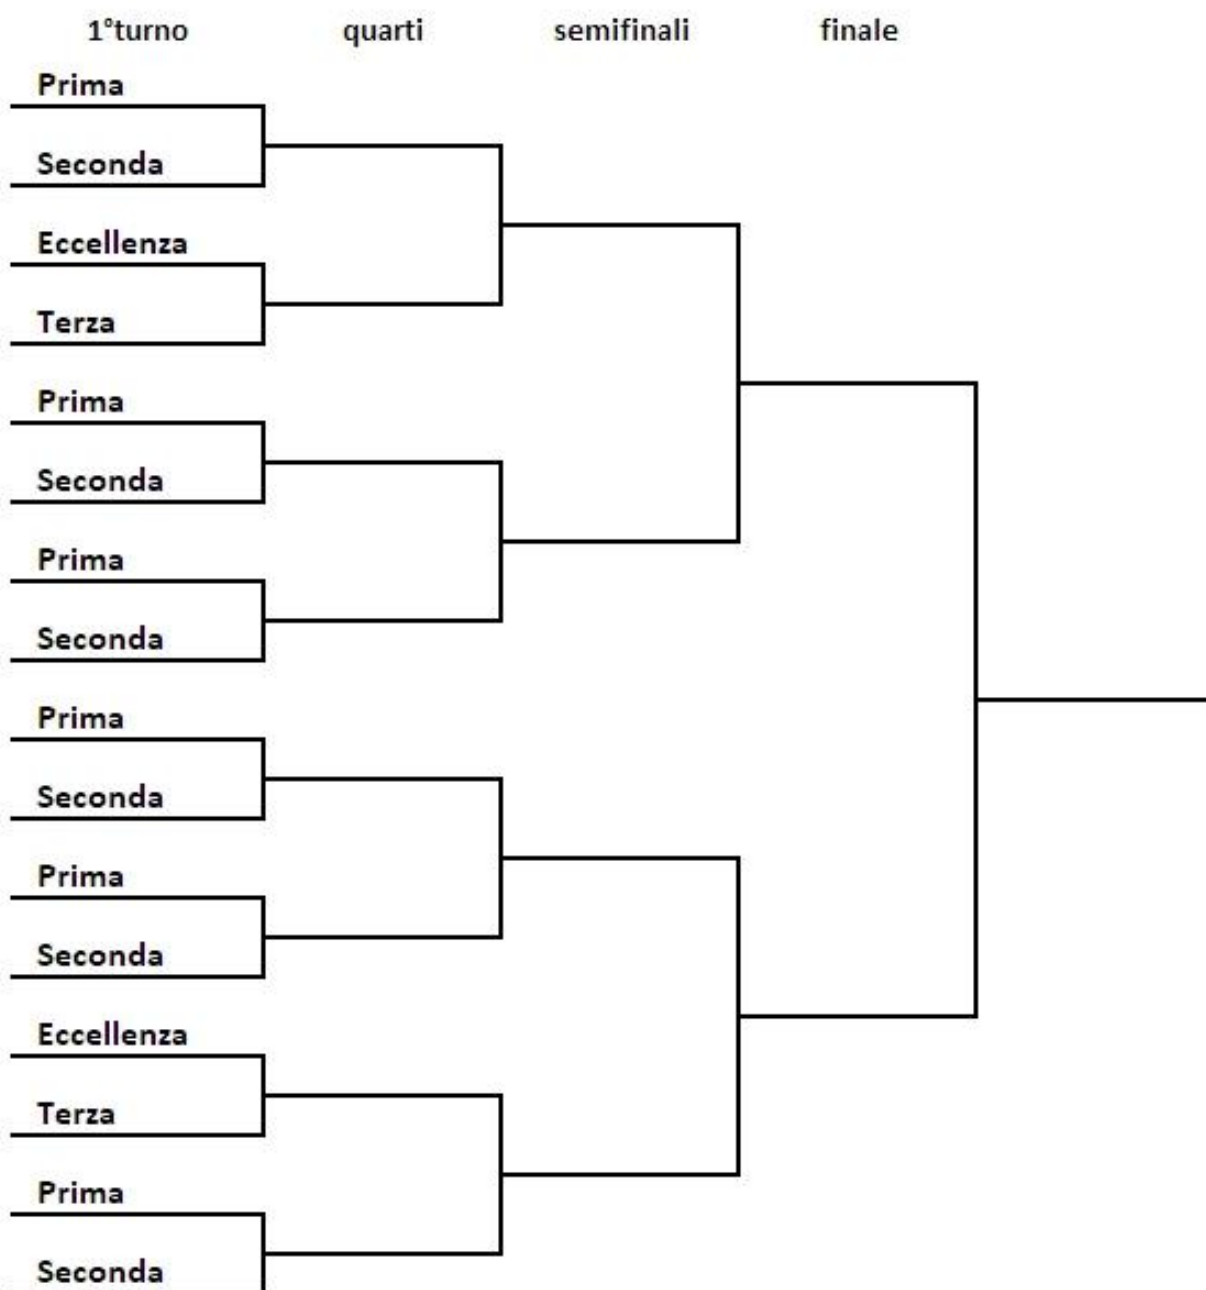 1°turno quarti semifinali finale
Prima
Seconda
Eccellenza
Terza
Prima
Seconda
Prima
Seconda
Prima
Seconda
Prima
Seconda
Eccellenza
Terza
Prima
Seconda